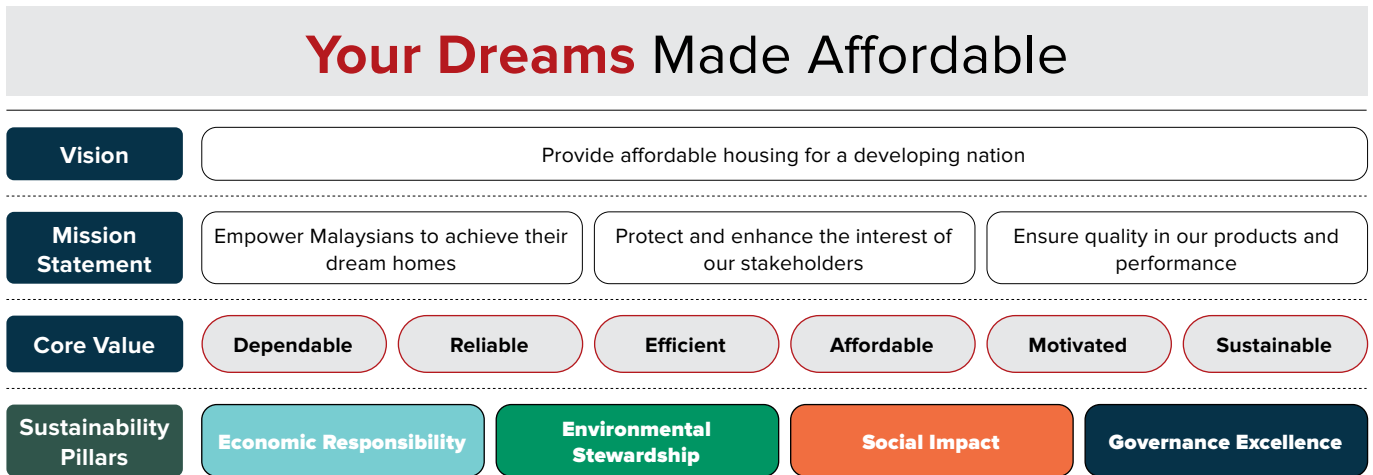 Your Dreams Made Affordable
Vision
Provide affordable housing for a developing nation
Mission
Statement
Empower Malaysians to achieve their
dream homes
Protect and enhance the interest of
our stakeholders
Ensure quality in our products and
performance
Core Value
Dependable
Reliable
Efficient
Affordable
Motivated
Sustainable
Sustainability
Pillars
Economic Responsibility
Environmental
Stewardship
Social Impact
Governance Excellence